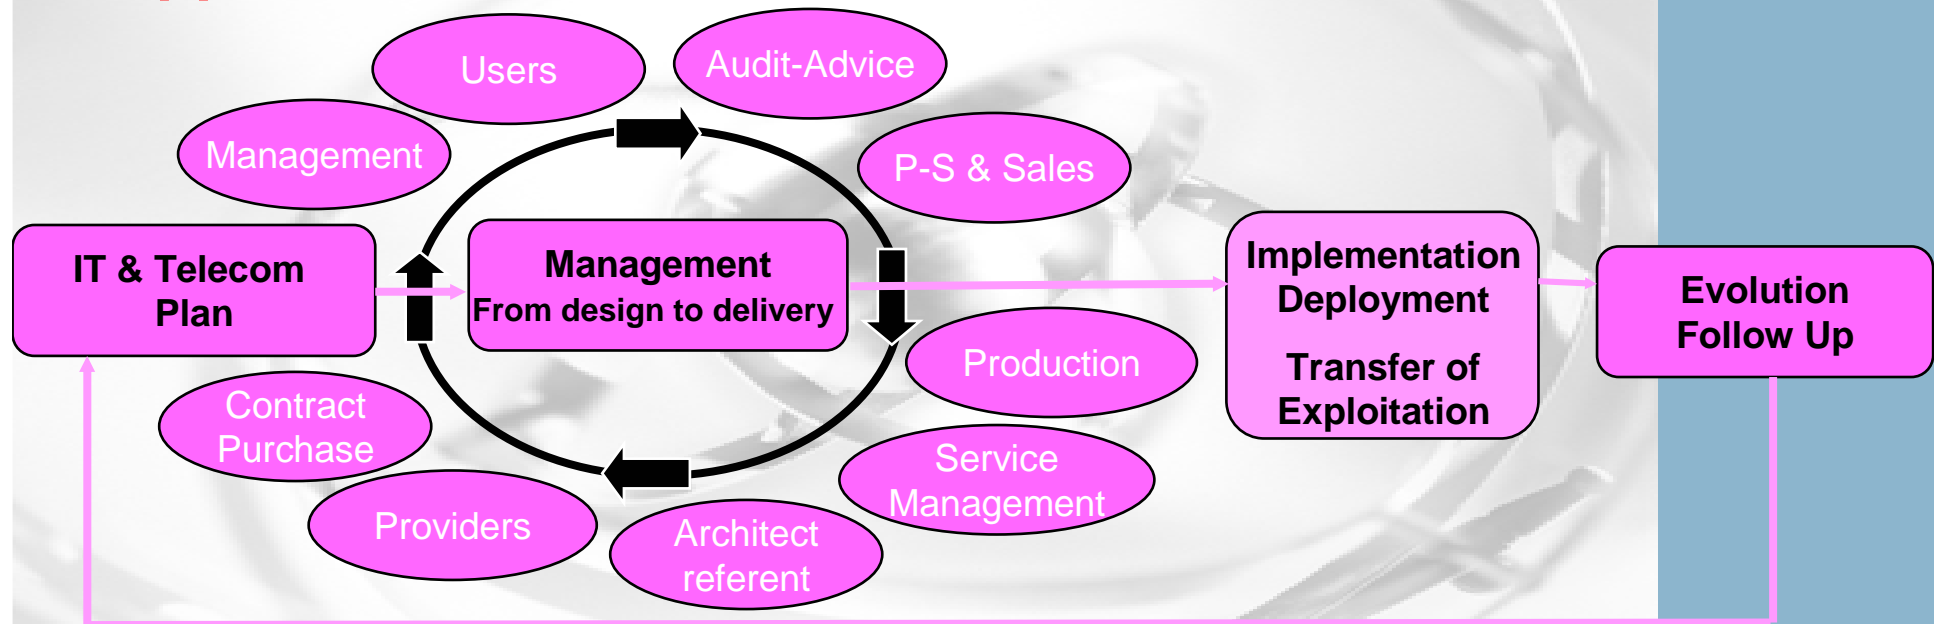 Users
Audit-Advice
Management
P-S & Sales
IT & Telecom
Plan
Management
From design to delivery
Implementation
Deployment
Transfer of
Exploitation
Evolution
Follow Up
Production
Contract
Purchase
Service
Management
Providers
Architect
referent